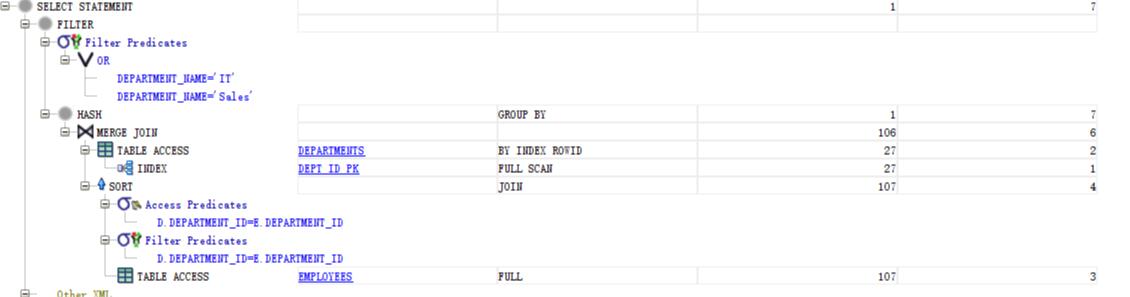 SELECT STATEMENT 1 7
FILTER
Filter Predicates
OR
DEPARTMENT_NAME='IT'
DEPARTMENT_NAME='Sales'
HASH GROUP BY 1 7
MERGE JOIN 106 6
TABLE ACCESS DEPARTMENTS BY INDEX ROWID 27 2
INDEX DEPT_ID_PK FULL SCAN 27 1
SORT JOIN 107 4
Access Predicates
D.DEPARTMENT_ID=E.DEPARTMENT_ID
Filter Predicates
D.DEPARTMENT_ID=E.DEPARTMENT_ID
TABLE ACCESS EMPLOYEES FULL 107 3
Other XML